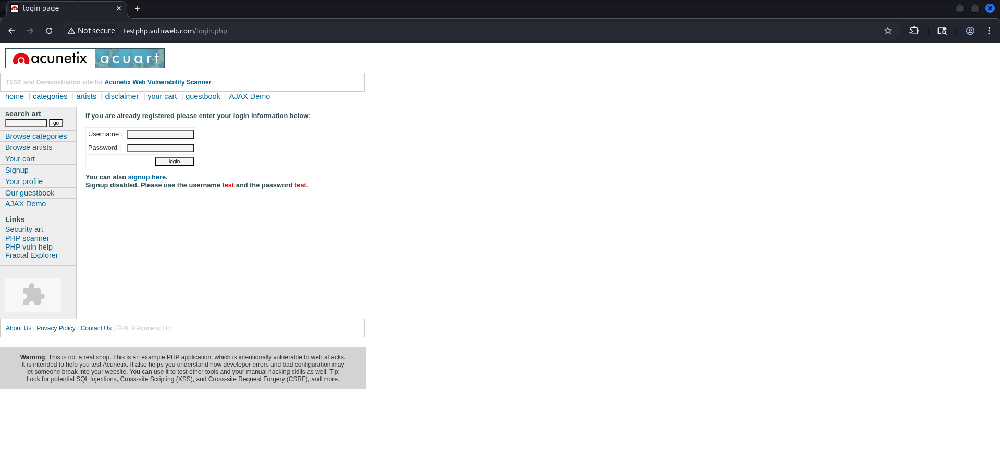 login page
Not secure testphp.vulnweb.com/login.php
acunetix acuart
TEST and Demonstration site for Acunetix Web Vulnerability Scanner
home | categories | artists | disclaimer | your cart | guestbook | AJAX Demo
search art
go
Browse categories
Browse artists
Your cart
Signup
Your profile
Our guestbook
AJAX Demo
Links
Security art
PHP scanner
PHP vuln help
Fractal Explorer
If you are already registered please enter your login information below:
Username :
Password :
login
You can also signup here.
Signup disabled. Please use the username test and the password test.
About Us | Privacy Policy | Contact Us | ©2019 Acunetix Ltd
Warning: This is not a real shop. This is an example PHP application, which is intentionally vulnerable to web attacks.
It is intended to help you test Acunetix. It also helps you understand how developer errors and bad configuration may
let someone break into your website. You can use it to test other tools and your manual hacking skills as well. Tip:
Look for potential SQL Injections, Cross-site Scripting (XSS), and Cross-site Request Forgery (CSRF), and more.